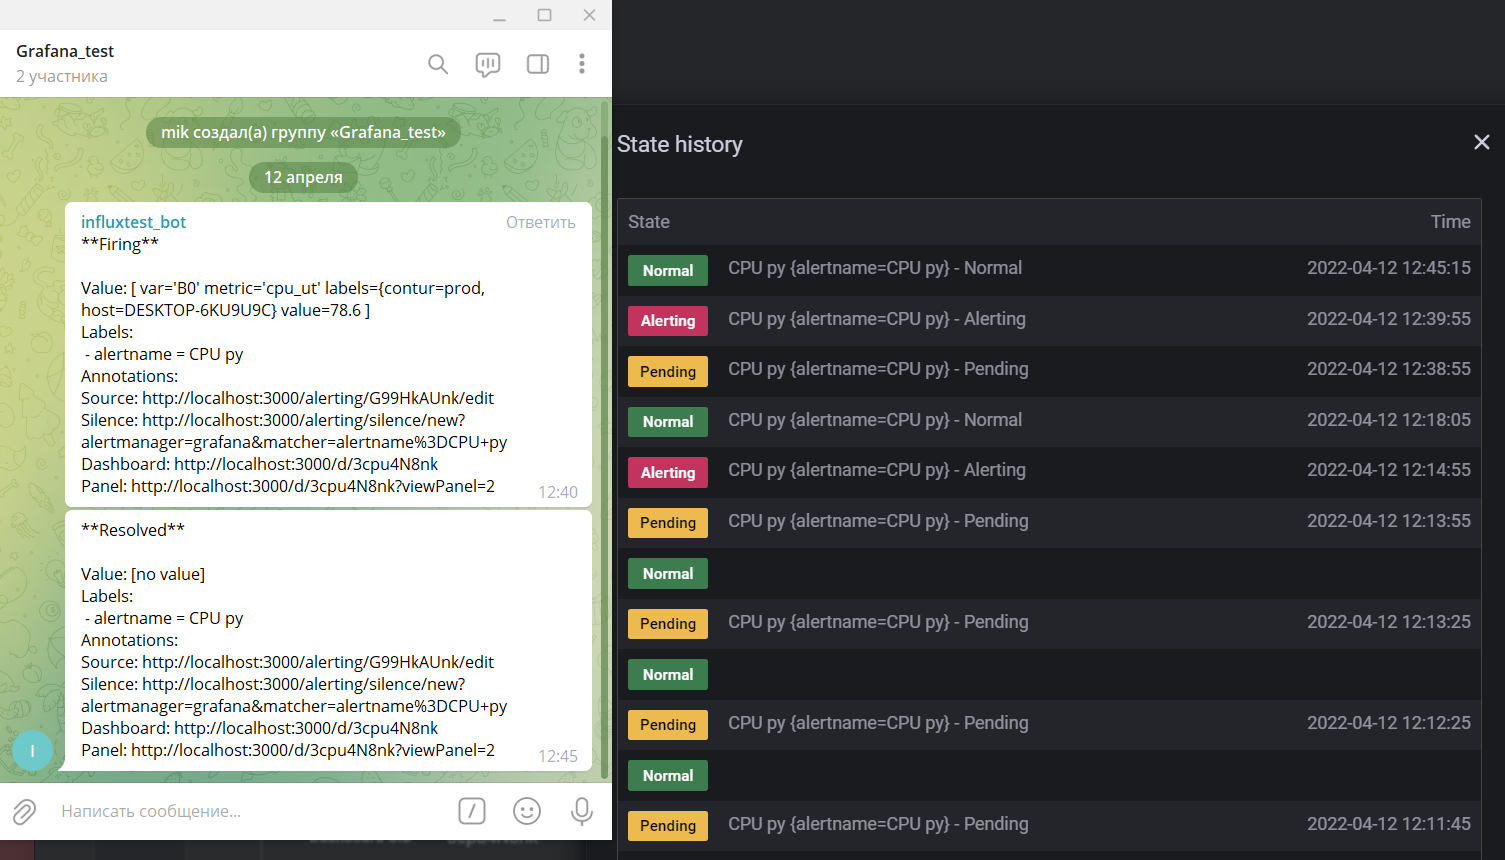 Grafana_test
2 участника
mik создал(а) группу «Grafana_test»
12 апреля
influxtest_bot
Ответить
**Firing**
Value: [ var='B0' metric='cpu_ut' labels={contur=prod,
host=DESKTOP-6KU9U9C} value=78.6 ]
Labels:
- alertname = CPU py
Annotations:
Source: http://localhost:3000/alerting/G99HkAUnk/edit
Silence: http://localhost:3000/alerting/silence/new?
alertmanager=grafana&matcher=alertname%3DCPU+py
Dashboard: http://localhost:3000/d/3cpu4N8nk
Panel: http://localhost:3000/d/3cpu4N8nk?viewPanel=2
12:40
**Resolved**
Value: [no value]
Labels:
- alertname = CPU py
Annotations:
Source: http://localhost:3000/alerting/G99HkAUnk/edit
Silence: http://localhost:3000/alerting/silence/new?
alertmanager=grafana&matcher=alertname%3DCPU+py
Dashboard: http://localhost:3000/d/3cpu4N8nk
Panel: http://localhost:3000/d/3cpu4N8nk?viewPanel=2
12:45
I
Написать сообщение...
State history
State Time
Normal CPU py {alertname=CPU py} - Normal 2022-04-12 12:45:15
Alerting CPU py {alertname=CPU py} - Alerting 2022-04-12 12:39:55
Pending CPU py {alertname=CPU py} - Pending 2022-04-12 12:38:55
Normal CPU py {alertname=CPU py} - Normal 2022-04-12 12:18:05
Alerting CPU py {alertname=CPU py} - Alerting 2022-04-12 12:14:55
Pending CPU py {alertname=CPU py} - Pending 2022-04-12 12:13:55
Normal
Pending CPU py {alertname=CPU py} - Pending 2022-04-12 12:13:25
Normal
Pending CPU py {alertname=CPU py} - Pending 2022-04-12 12:12:25
Normal
Pending CPU py {alertname=CPU py} - Pending 2022-04-12 12:11:45